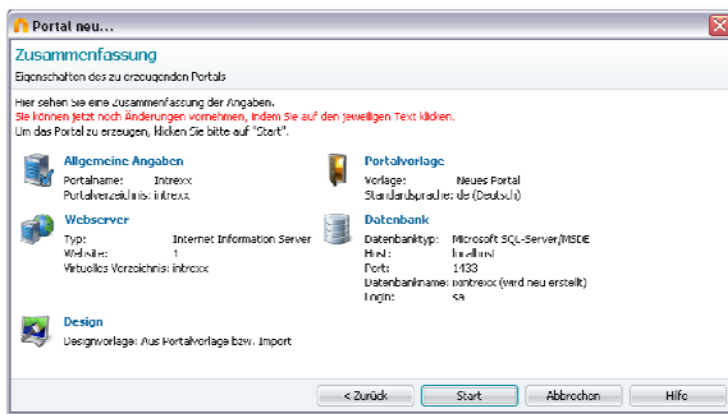 Portal neu...
Zusammenfassung
Eigenschaften des zu erzeugenden Portals
Hier sehen Sie eine Zusammenfassung der Angaben.
Sie können jetzt noch Änderungen vornehmen, indem Sie auf den jeweiligen Text klicken.
Um das Portal zu erzeugen, klicken Sie bitte auf "Start".
Allgemeine Angaben
Portalname: Intrexx
Portalverzeichnis: intrexx
Portalvorlage
Vorlage: Neues Portal
Standardsprache: de (Deutsch)
Webserver
Typ: Internet Information Server
Website: 1
Virtuelles Verzeichnis: intrexx
Datenbank
Datenbanktyp: Microsoft SQL-Server/MSDE
Host: localhost
Port: 1433
Datenbankname: ixintrexx (wird neu erstellt)
Login: sa
Design
Designvorlage: Aus Portalvorlage bzw. Import
< Zurück
Start
Abbrechen
Hilfe